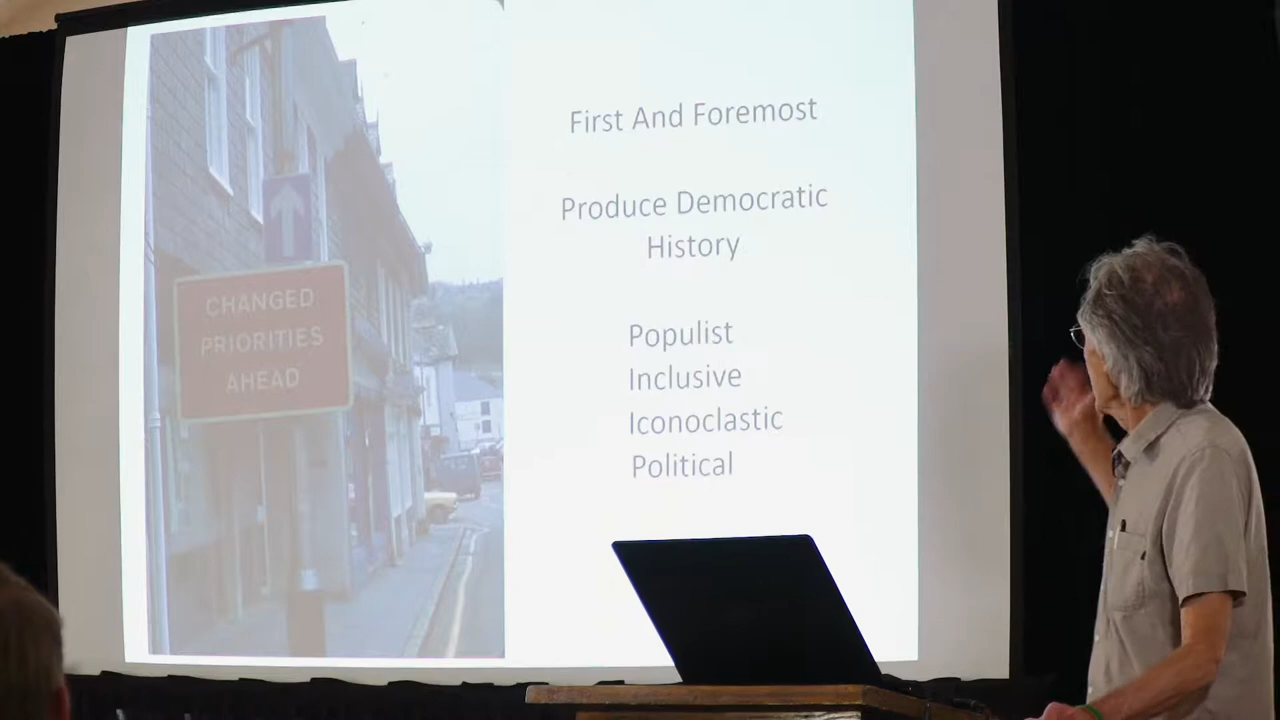 CHANGED
PRIORITIES
AHEAD
First And Foremost
Produce Democratic
History
Populist
Inclusive
Iconoclastic
Political